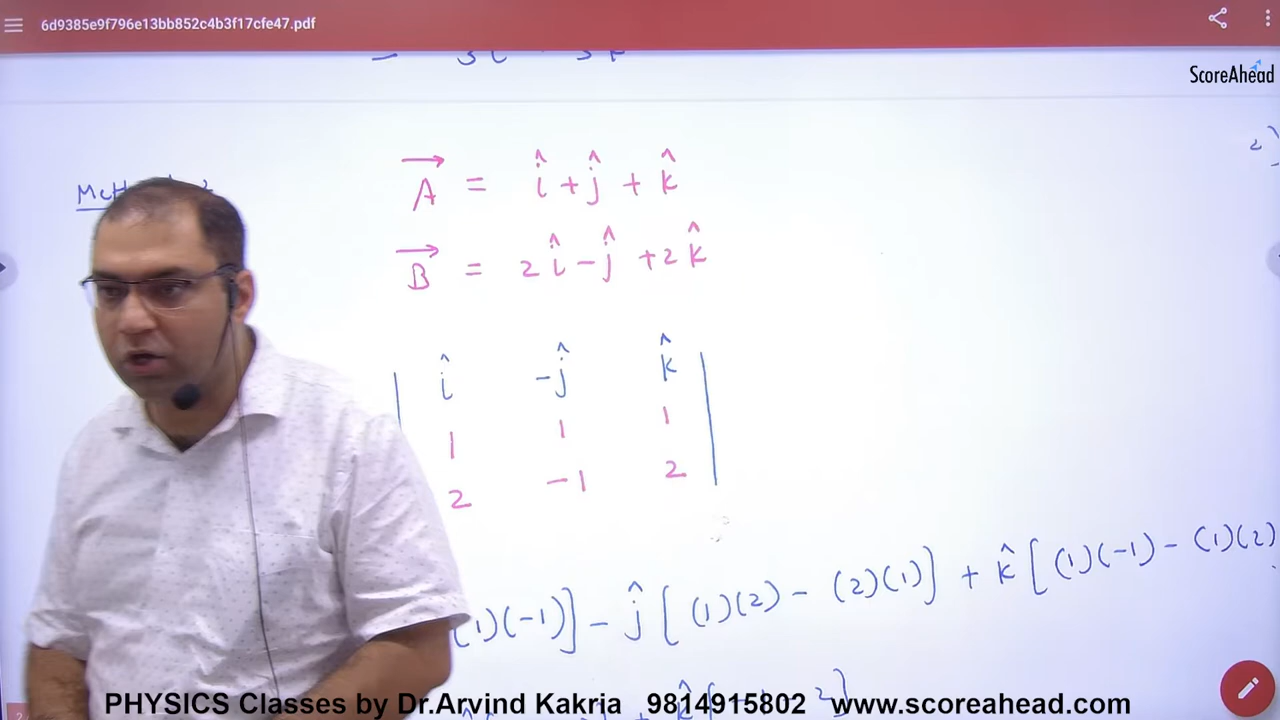 6d9385e9f796e13bb852c4b3f17cfe47.pdf
ScoreAhead
2)
A⃗ = î + ĵ + k̂
B⃗ = 2î - ĵ + 2k̂
| î -ĵ k̂ |
1 1 1
2 -1 2
(1)(-1)] - ĵ [(1)(2) - (2)(1)] + k̂ [(1)(-1) - (1)(2)
PHYSICS Classes by Dr.Arvind Kakria 9814915802 www.scoreahead.com